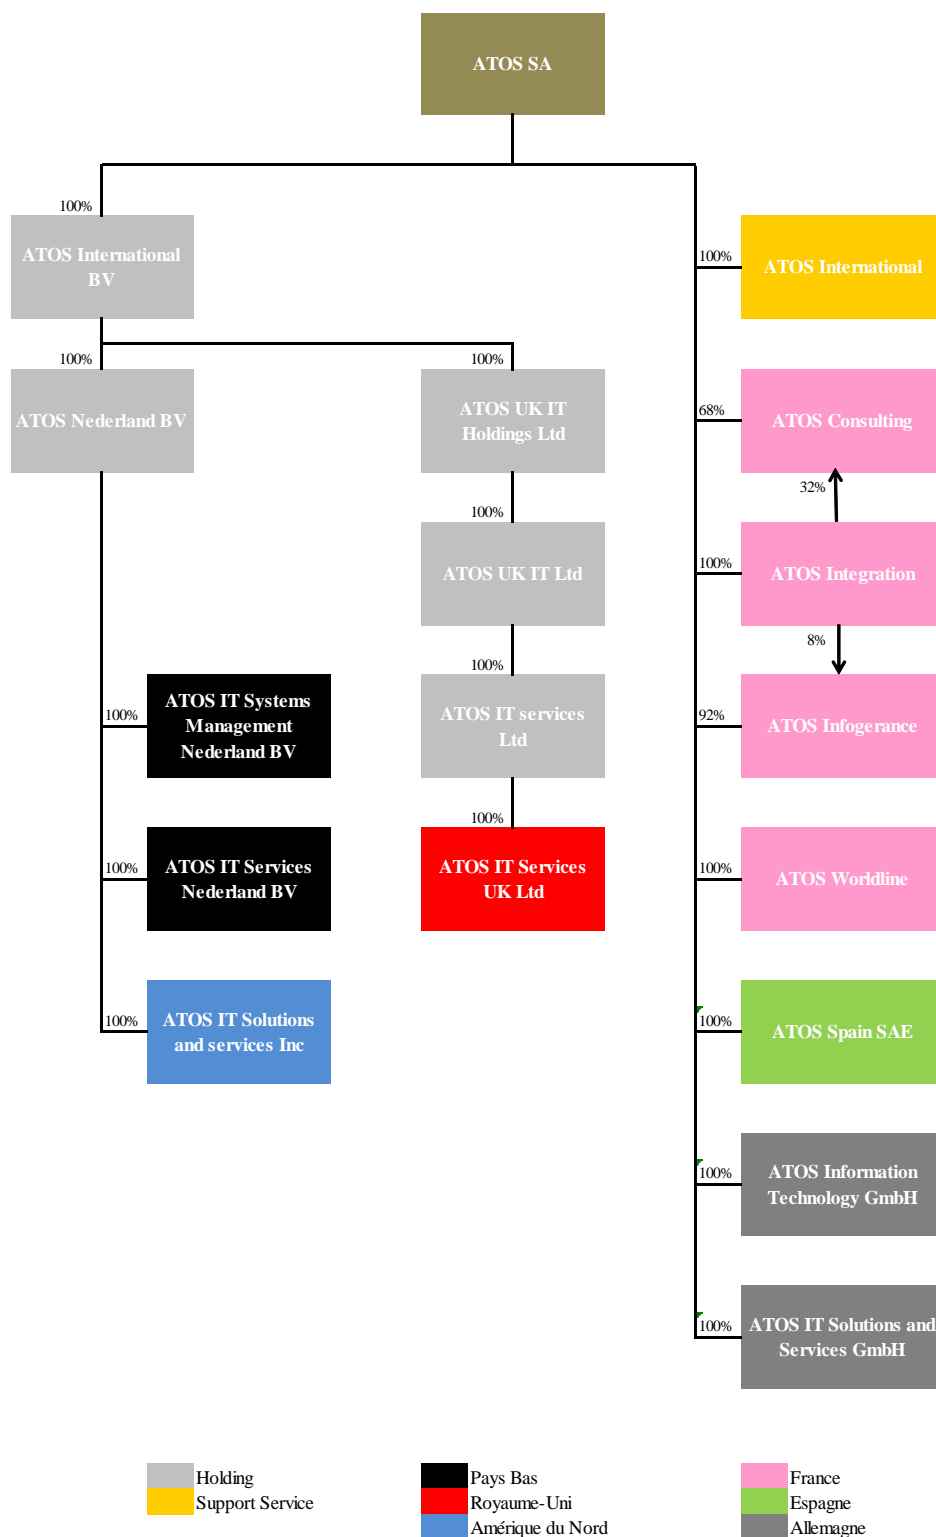 ATOS SA
100%
ATOS International
BV
100%
ATOS International
100%
ATOS Nederland BV
100%
ATOS UK IT
Holdings Ltd
68%
ATOS Consulting
32%
100%
ATOS UK IT Ltd
100%
ATOS Integration
8%
100%
ATOS IT Systems
Management
Nederland BV
100%
ATOS IT services
Ltd
92%
ATOS Infogerance
100%
ATOS IT Services
Nederland BV
100%
ATOS IT Services
UK Ltd
100%
ATOS Worldline
100%
ATOS IT Solutions
and services Inc
100%
ATOS Spain SAE
100%
ATOS Information
Technology GmbH
100%
ATOS IT Solutions and
Services GmbH
Holding
Support Service
Pays Bas
Royaume-Uni
Amérique du Nord
France
Espagne
Allemagne